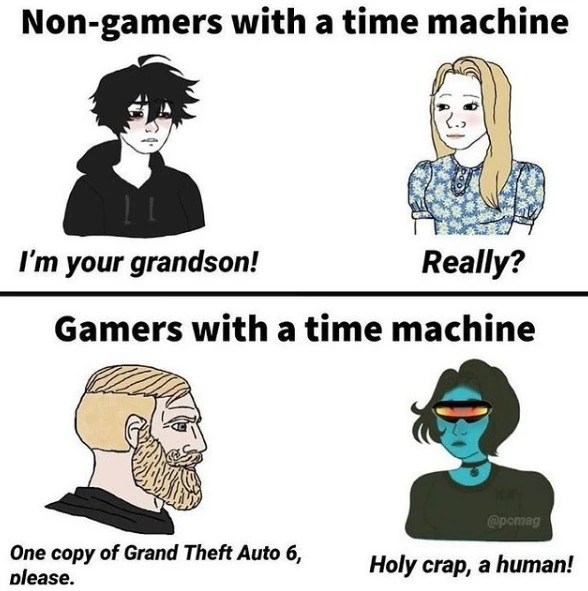 Non-gamers with a time machine
I'm your grandson!
Really?
Gamers with a time machine
@pcmag
One copy of Grand Theft Auto 6,
please.
Holy crap, a human!